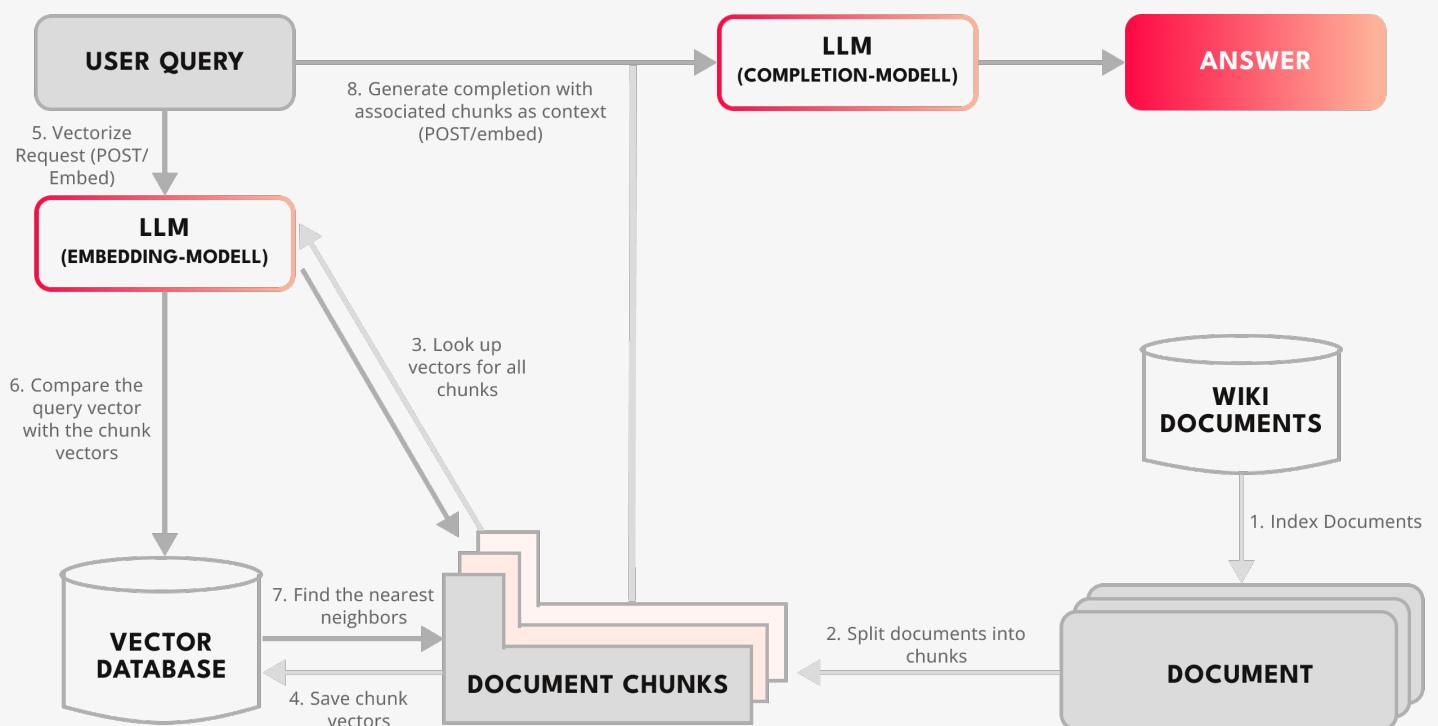 USER QUERY
LLM
(COMPLETION-MODELL)
ANSWER
8. Generate completion with
associated chunks as context
(POST/embed)
5. Vectorize
Request (POST/
Embed)
LLM
(EMBEDDING-MODELL)
3. Look up
vectors for all
chunks
6. Compare the
query vector
with the chunk
vectors
WIKI
DOCUMENTS
1. Index Documents
VECTOR
DATABASE
7. Find the nearest
neighbors
4. Save chunk
vectors
DOCUMENT CHUNKS
2. Split documents into
chunks
DOCUMENT